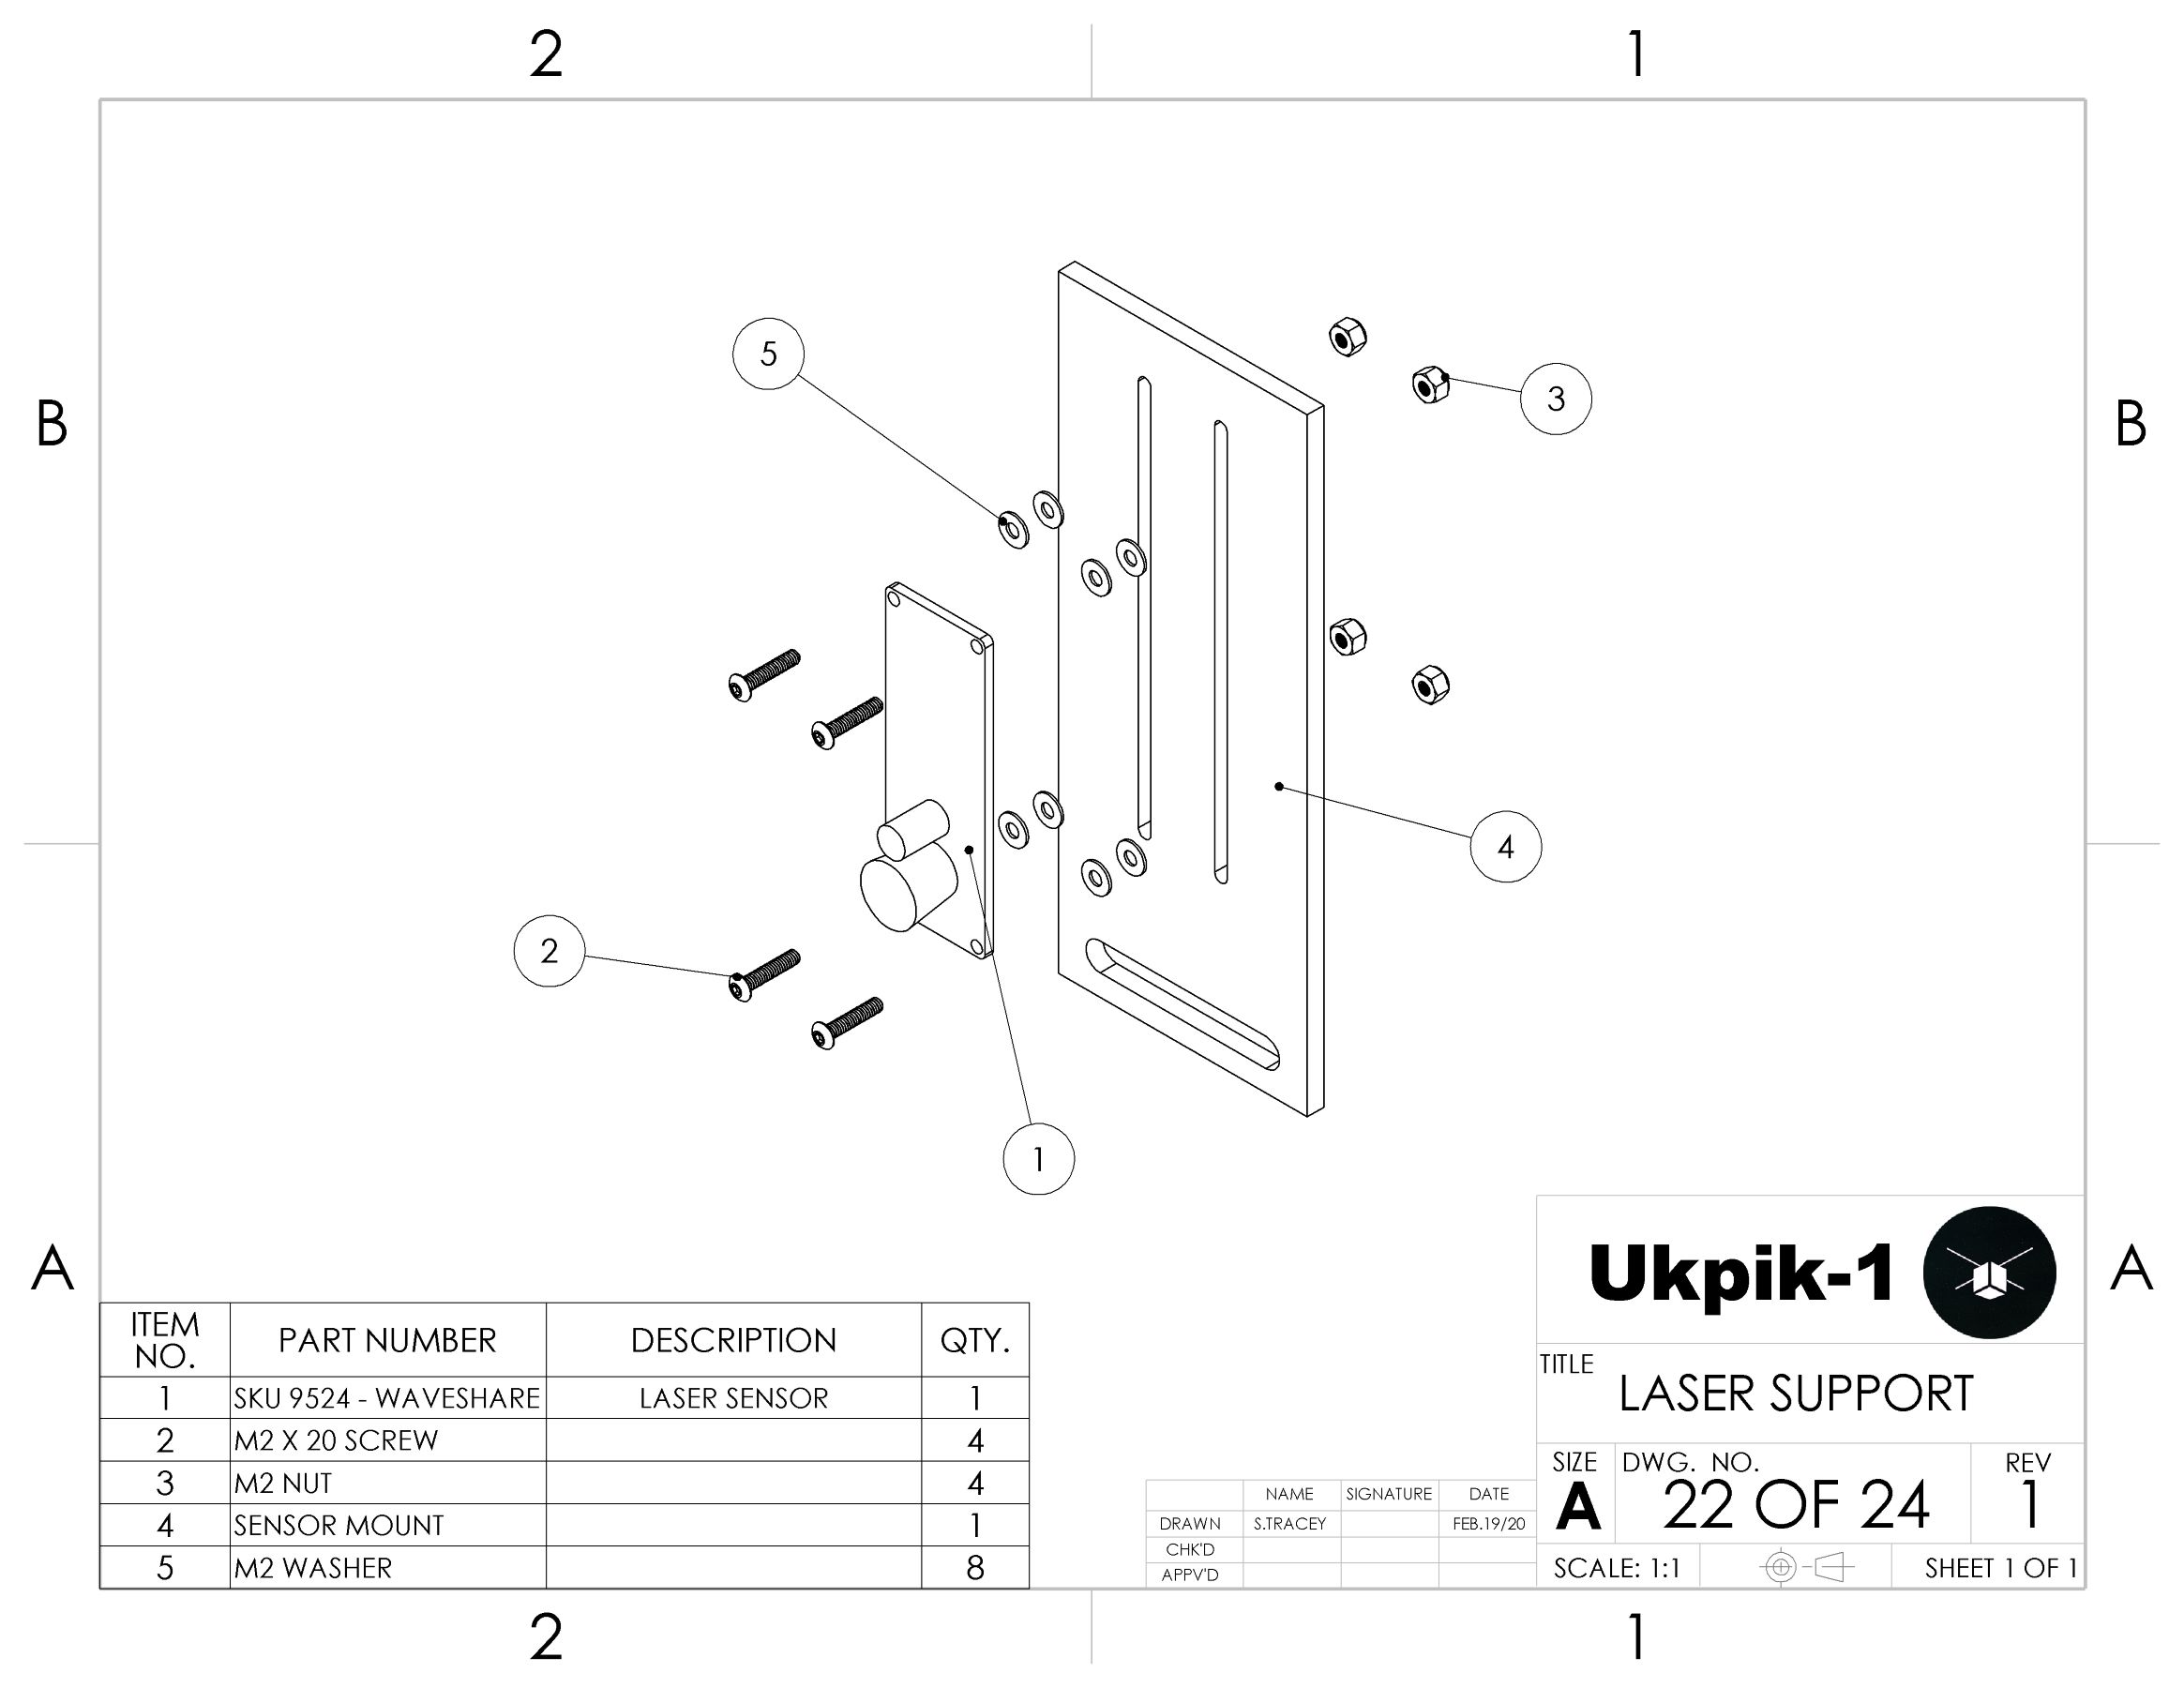 2
1
B
B
5
3
4
2
1
A
A
Ukpik-1
TITLE
LASER SUPPORT
SIZE
A
DWG. NO.
22 OF 24
REV
1
SCALE: 1:1
SHEET 1 OF 1
NAME SIGNATURE DATE
DRAWN S.TRACEY FEB.19/20
CHK'D
APPV'D
ITEM NO. PART NUMBER DESCRIPTION QTY.
1 SKU 9524 - WAVESHARE LASER SENSOR 1
2 M2 X 20 SCREW 4
3 M2 NUT 4
4 SENSOR MOUNT 1
5 M2 WASHER 8
2
1